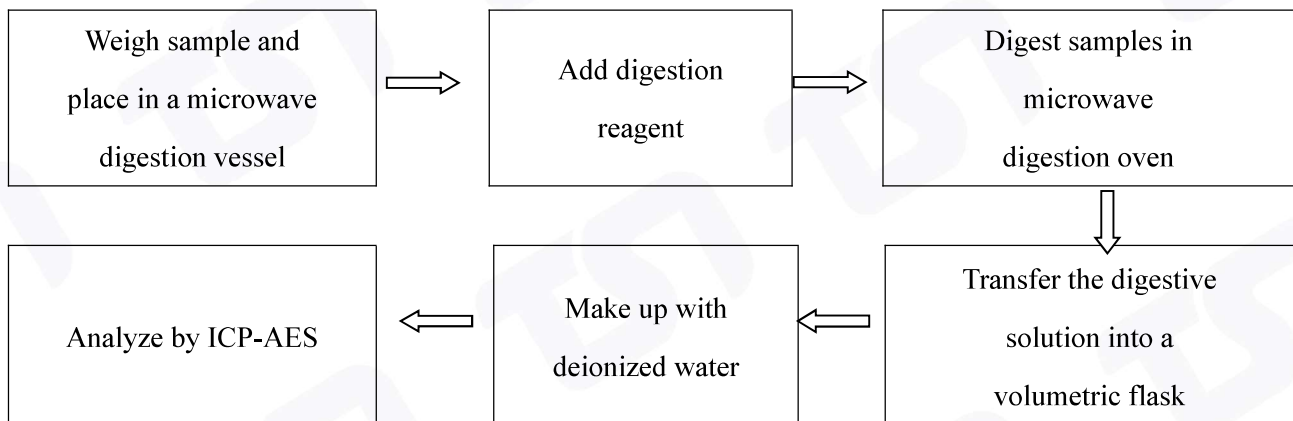 Weigh sample and
place in a microwave
digestion vessel
Add digestion
reagent
Digest samples in
microwave
digestion oven
Transfer the digestive
solution into a
volumetric flask
Make up with
deionized water
Analyze by ICP-AES